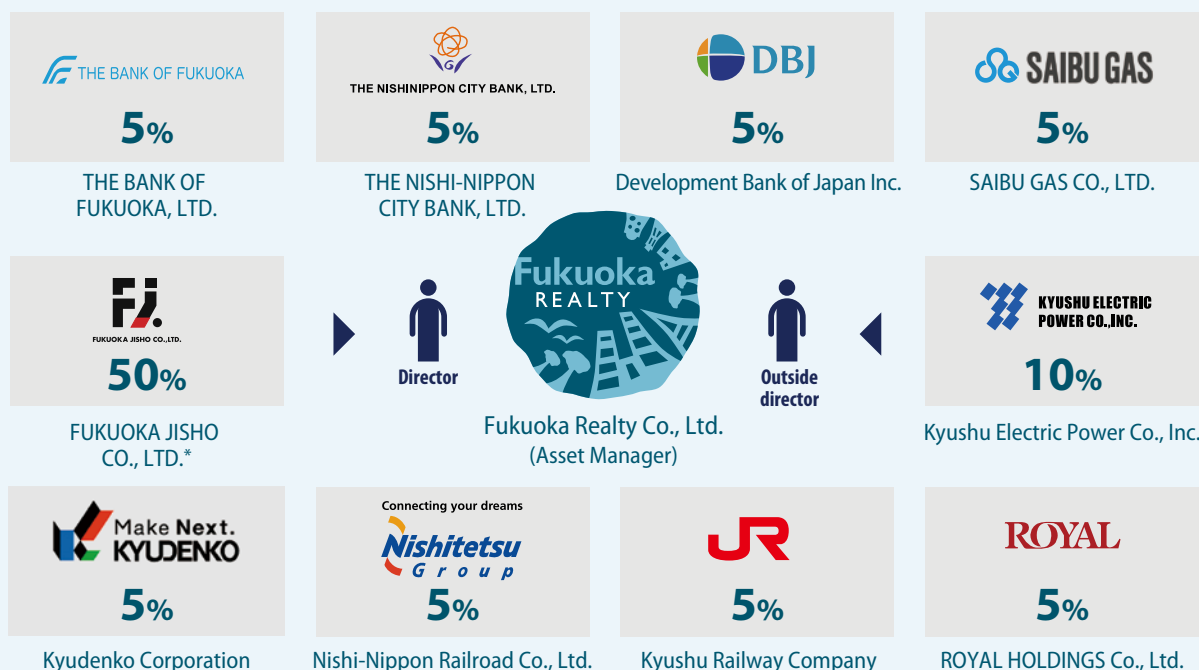 THE BANK OF FUKUOKA
5%
THE BANK OF
FUKUOKA, LTD.
THE NISHINIPPON CITY BANK, LTD.
5%
THE NISHI-NIPPON
CITY BANK, LTD.
DBJ
5%
Development Bank of Japan Inc.
SAIBU GAS
5%
SAIBU GAS CO., LTD.
FJ.
FUKUOKA JISHO CO.,LTD.
50%
FUKUOKA JISHO
CO., LTD.*
Director
Fukuoka
REALTY
Fukuoka Realty Co., Ltd.
(Asset Manager)
Outside
director
KYUSHU ELECTRIC
POWER CO.,INC.
10%
Kyushu Electric Power Co., Inc.
Make Next.
KYUDENKO
5%
Kyudenko Corporation
Connecting your dreams
Nishitetsu
Group
5%
Nishi-Nippon Railroad Co., Ltd.
JR
5%
Kyushu Railway Company
ROYAL
5%
ROYAL HOLDINGS Co., Ltd.